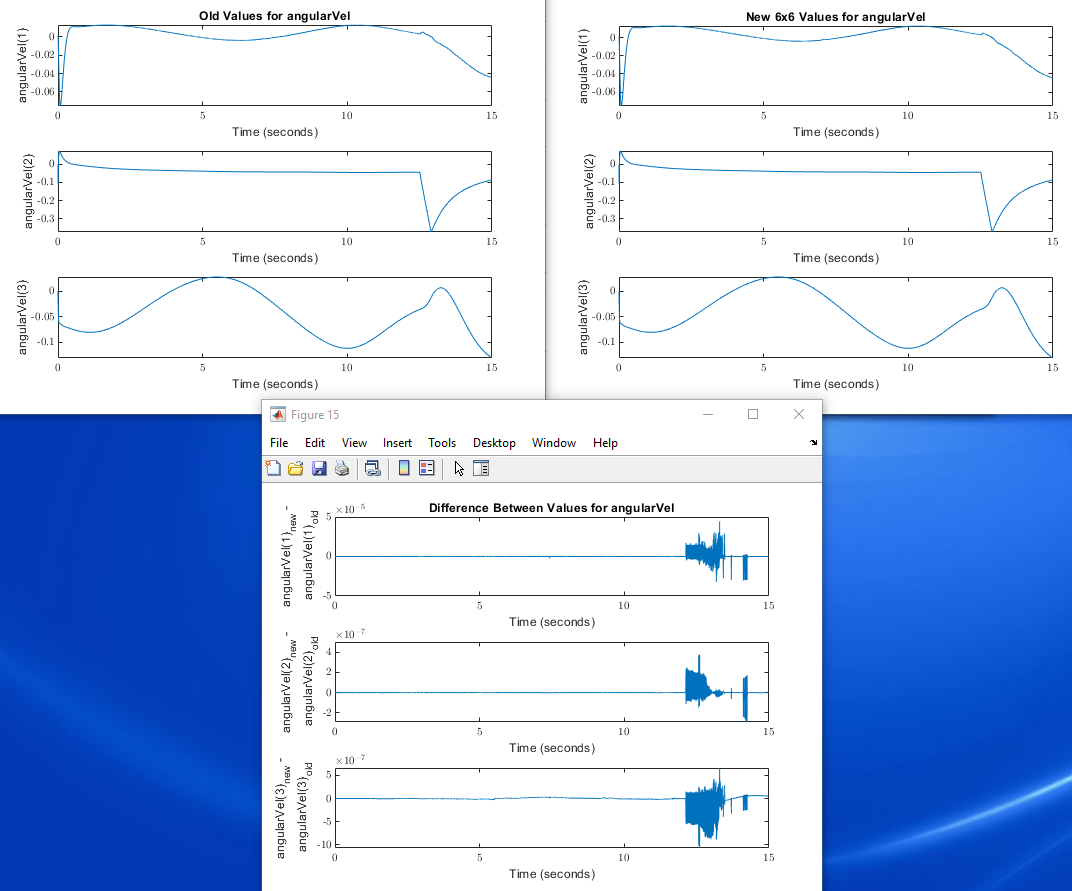 Old Values for angularVel
angularVel(1)
0
-0.02
-0.04
-0.06
0 5 10 15
Time (seconds)
angularVel(2)
0
-0.1
-0.2
-0.3
0 5 10 15
Time (seconds)
angularVel(3)
0
-0.05
-0.1
0 5 10 15
Time (seconds)
New 6x6 Values for angularVel
angularVel(1)
0
-0.02
-0.04
-0.06
0 5 10 15
Time (seconds)
angularVel(2)
0
-0.1
-0.2
-0.3
0 5 10 15
Time (seconds)
angularVel(3)
0
-0.05
-0.1
0 5 10 15
Time (seconds)
Figure 15
File Edit View Insert Tools Desktop Window Help
Difference Between Values for angularVel
×10⁻⁵
angularVel(1)new -
angularVel(1)old
5
0
-5
0 5 10 15
Time (seconds)
×10⁻⁷
angularVel(2)new -
angularVel(2)old
4
2
0
-2
0 5 10 15
Time (seconds)
×10⁻⁷
angularVel(3)new -
angularVel(3)old
5
0
-5
-10
0 5 10 15
Time (seconds)